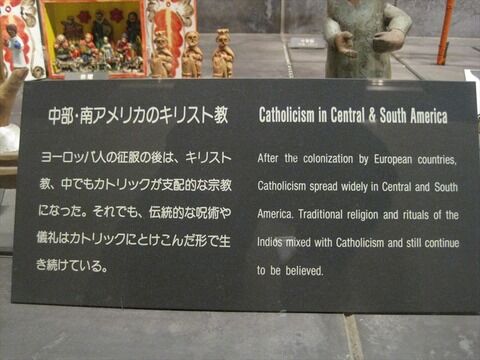 中部・南アメリカのキリスト教
ヨーロッパ人の征服の後は、キリスト
教、中でもカトリックが支配的な宗教
になった。それでも、伝統的な呪術や
儀礼はカトリックにとけこんだ形で生
き続けている。
Catholicism in Central & South America
After the colonization by European countries,
Catholicism spread widely in Central and South
America. Traditional religion and rituals of the
Indios mixed with Catholicism and still continue
to be believed.